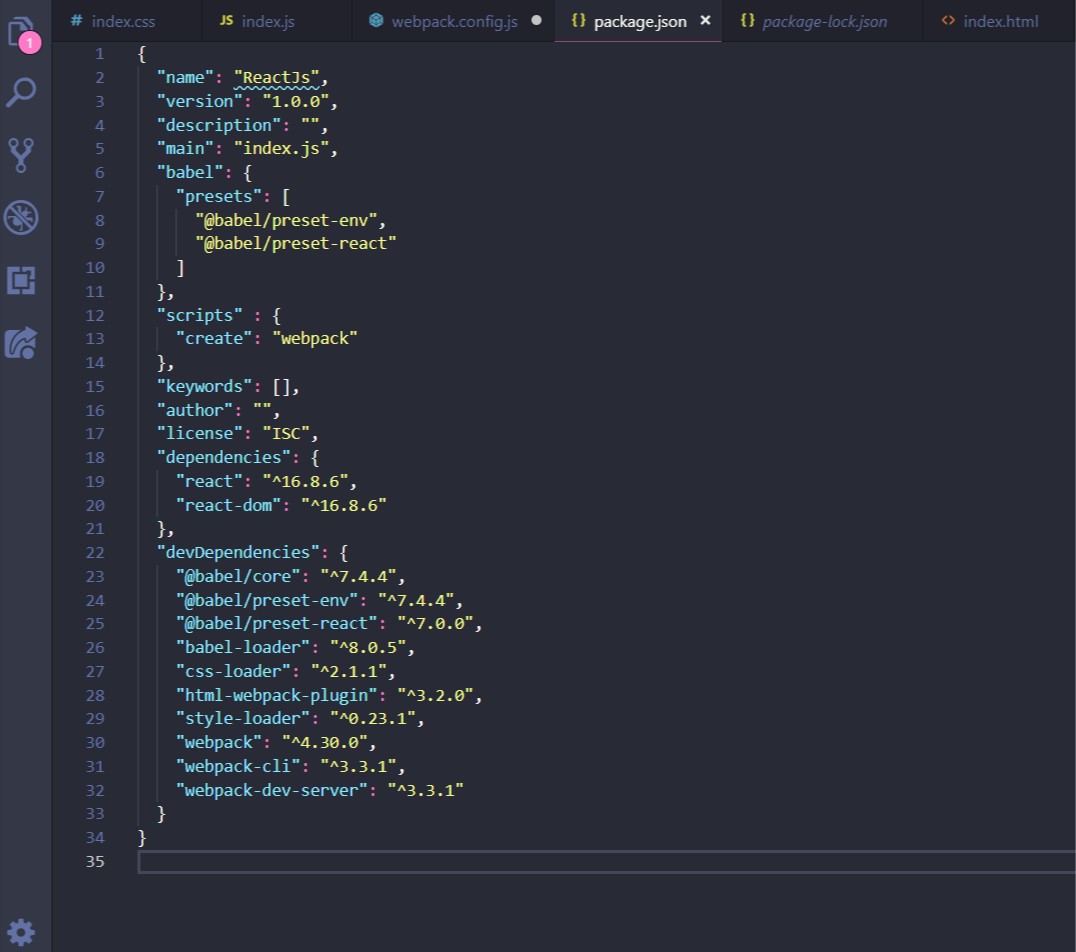 1
# index.css
JS index.js
webpack.config.js
{} package.json ×
{} package-lock.json
<> index.html
1 {
2 "name": "ReactJs",
3 "version": "1.0.0",
4 "description": "",
5 "main": "index.js",
6 "babel": {
7 "presets": [
8 "@babel/preset-env",
9 "@babel/preset-react"
10 ]
11 },
12 "scripts" : {
13 "create": "webpack"
14 },
15 "keywords": [],
16 "author": "",
17 "license": "ISC",
18 "dependencies": {
19 "react": "^16.8.6",
20 "react-dom": "^16.8.6"
21 },
22 "devDependencies": {
23 "@babel/core": "^7.4.4",
24 "@babel/preset-env": "^7.4.4",
25 "@babel/preset-react": "^7.0.0",
26 "babel-loader": "^8.0.5",
27 "css-loader": "^2.1.1",
28 "html-webpack-plugin": "^3.2.0",
29 "style-loader": "^0.23.1",
30 "webpack": "^4.30.0",
31 "webpack-cli": "^3.3.1",
32 "webpack-dev-server": "^3.3.1"
33 }
34 }
35